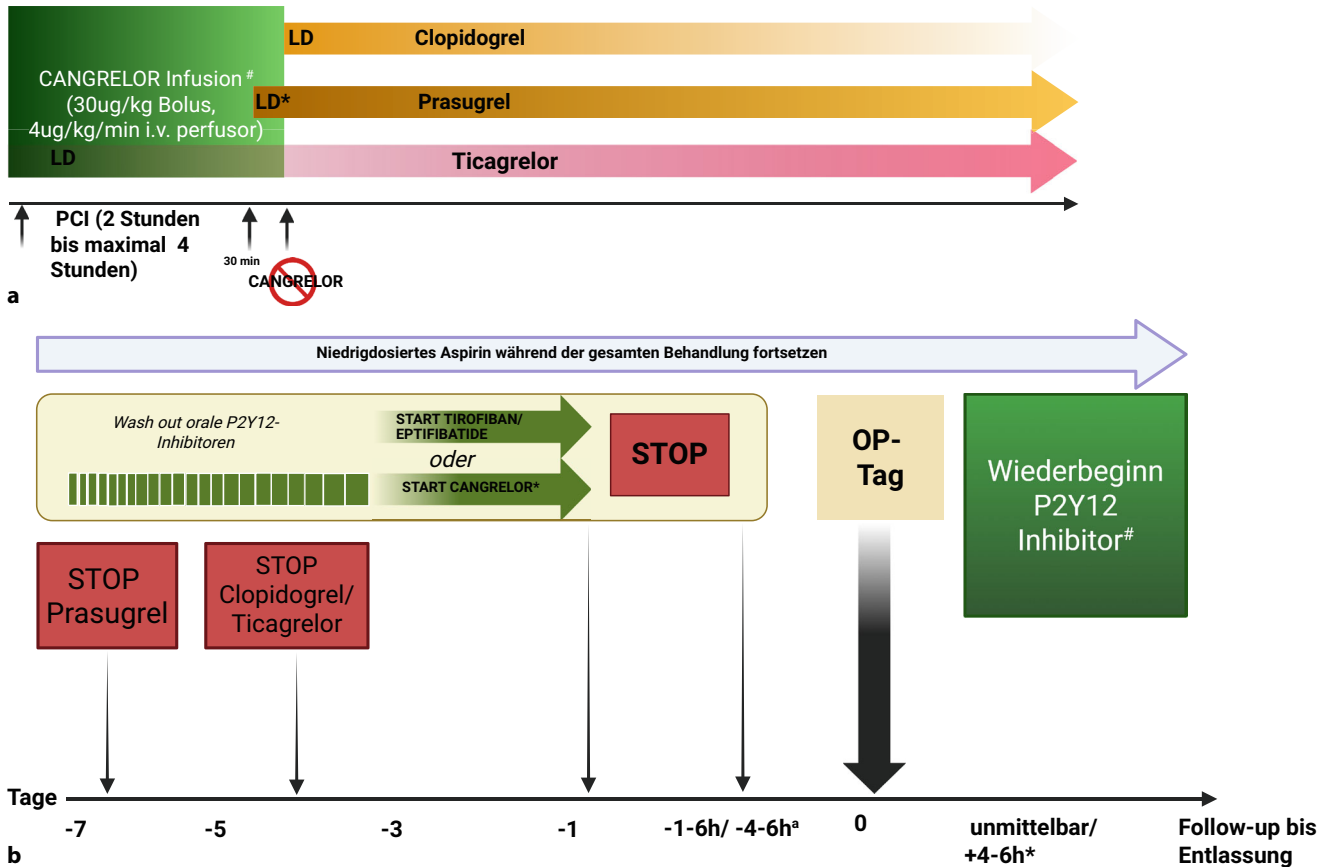 LD
Clopidogrel
CANGRELOR Infusion #
(30ug/kg Bolus,
4ug/kg/min i.v. perfusor)
LD*
Prasugrel
LD
Ticagrelor
PCI (2 Stunden
bis maximal 4
Stunden)
30 min
CANGRELOR
a
Niedrigdosiertes Aspirin während der gesamten Behandlung fortsetzen
Wash out orale P2Y12-
Inhibitoren
START TIROFIBAN/
EPTIFIBATIDE
oder
START CANGRELOR*
STOP
OP-
Tag
Wiederbeginn
P2Y12
Inhibitor#
STOP
Prasugrel
STOP
Clopidogrel/
Ticagrelor
Tage
-7
-5
-3
-1
-1-6h/ -4-6hª
0
unmittelbar/
+4-6h*
Follow-up bis
Entlassung
b